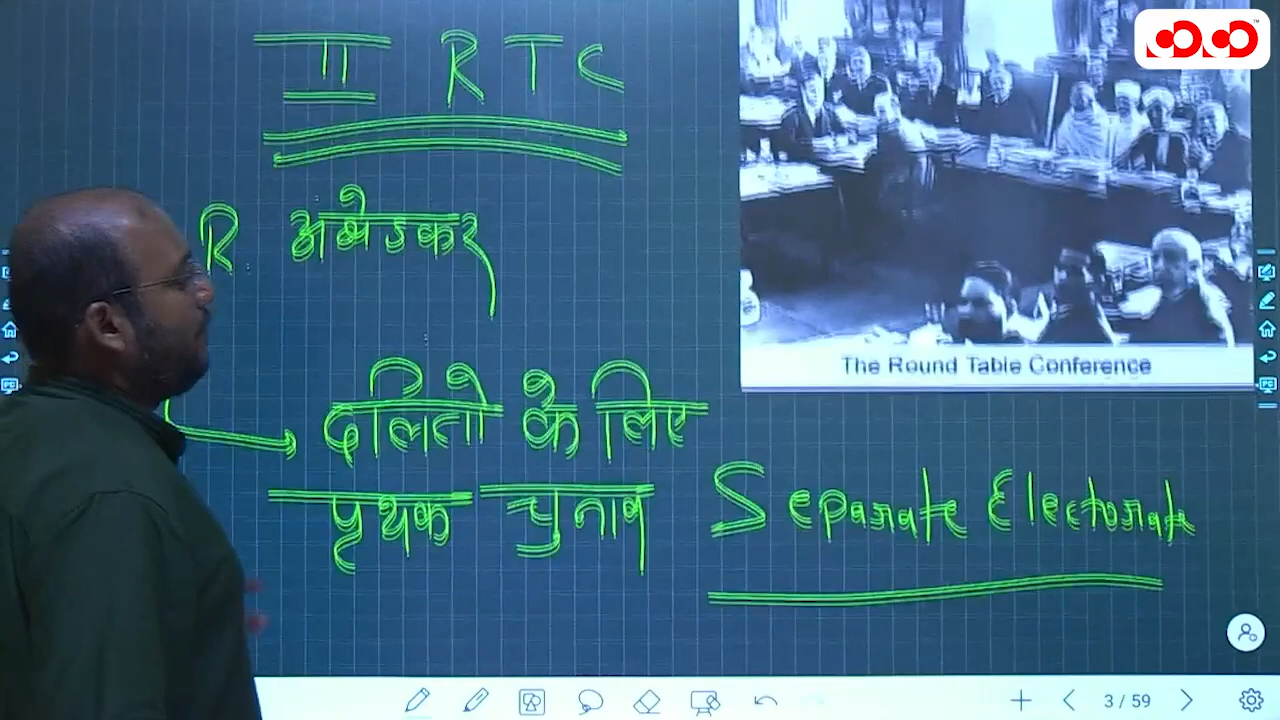 II RTC
The Round Table Conference
R अम्बेडकर
दलितो के लिए
पृथक चुनाव Separate Electorate
3 / 59